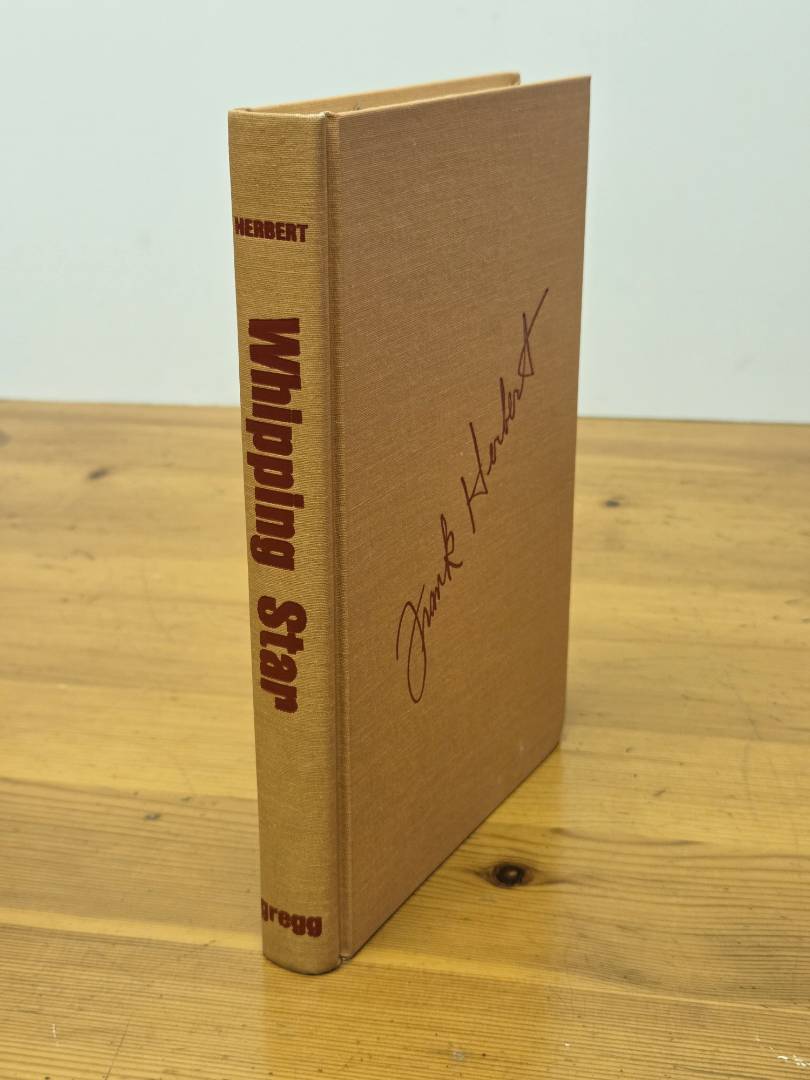 HERBERT
Whipping Star
gregg
Frank Herbert